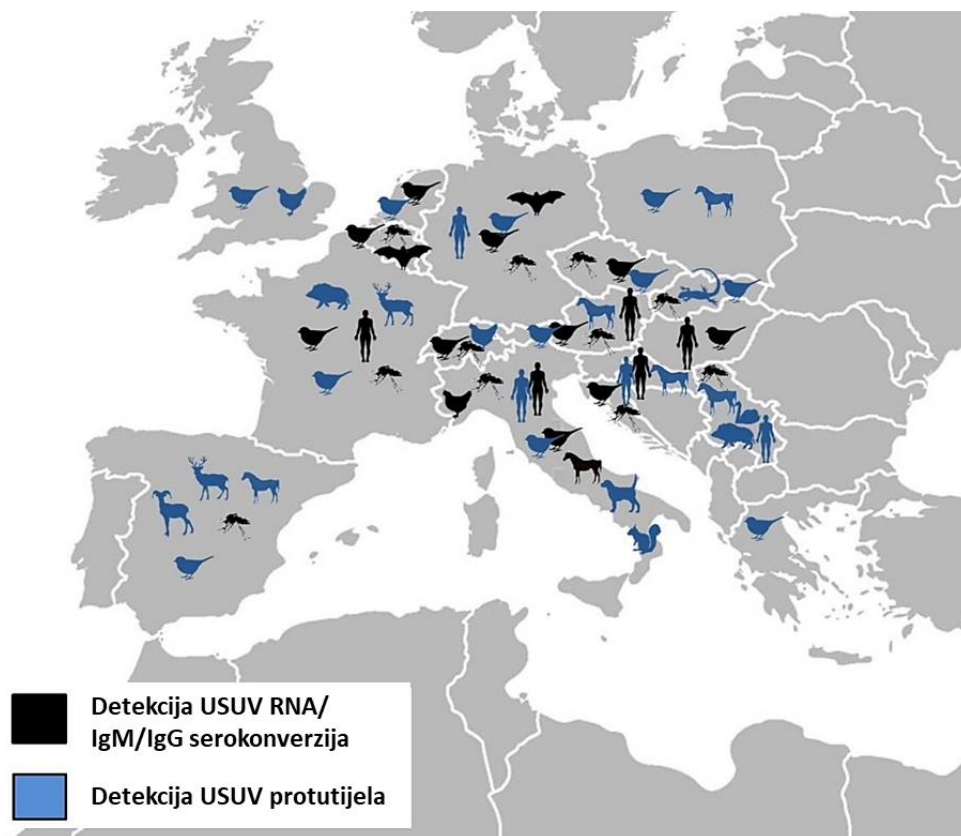 Detekcija USUV RNA/
IgM/IgG serokonverzija
Detekcija USUV protutijela